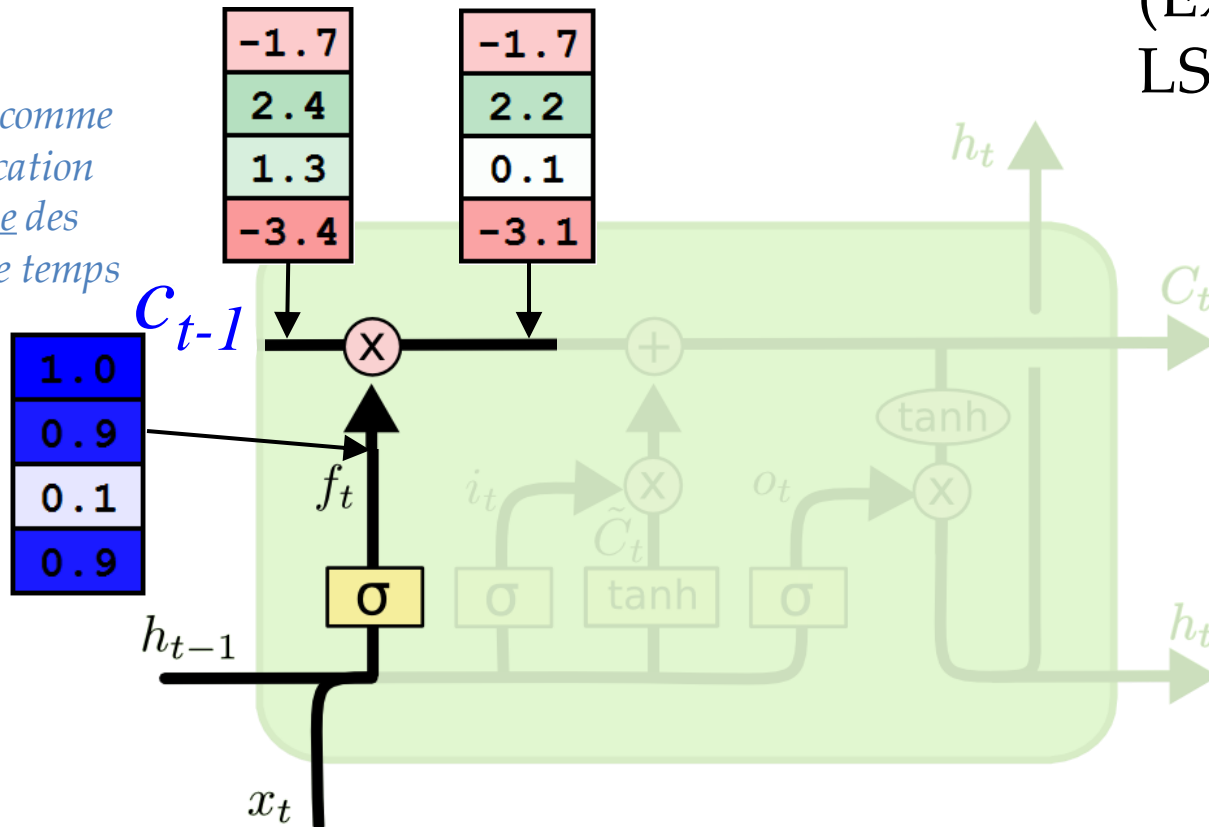 (Ex
LS
comme
cation
e des
e temps
-1.7
2.4
1.3
-3.4
-1.7
2.2
0.1
-3.1
c_{t-1}
1.0
0.9
0.1
0.9
h_t
C_t
x
+
tanh
f_t
i_t
x
C̃_t
o_t
x
σ
σ
tanh
σ
h_{t-1}
h_t
x_t